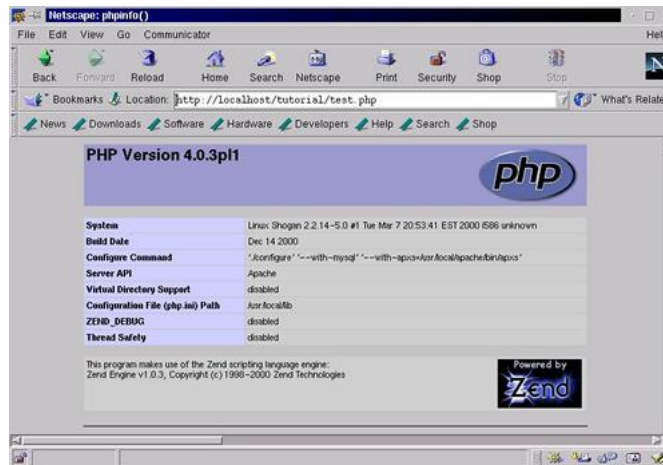 Netscape: phpinfo()
File Edit View Go Communicator Hel
Back Forward Reload Home Search Netscape Print Security Shop Stop N
Bookmarks Location: http://localhost/tutorial/test.php What's Relate
News Downloads Software Hardware Developers Help Search Shop
PHP Version 4.0.3pl1
php
System Linux Shogan 2.2.14-5.0 #1 Tue Mar 7 20:53:41 EST 2000 i586 unknown
Build Date Dec 14 2000
Configure Command './configure' '--with-mysql' '--with-apxs=/usr/local/apache/bin/apxs'
Server API Apache
Virtual Directory Support disabled
Configuration File (php.ini) Path /usr/local/lib
ZEND_DEBUG disabled
Thread Safety disabled
This program makes use of the Zend scripting language engine:
Zend Engine v1.0.3, Copyright (c) 1998-2000 Zend Technologies
Powered by
Zend